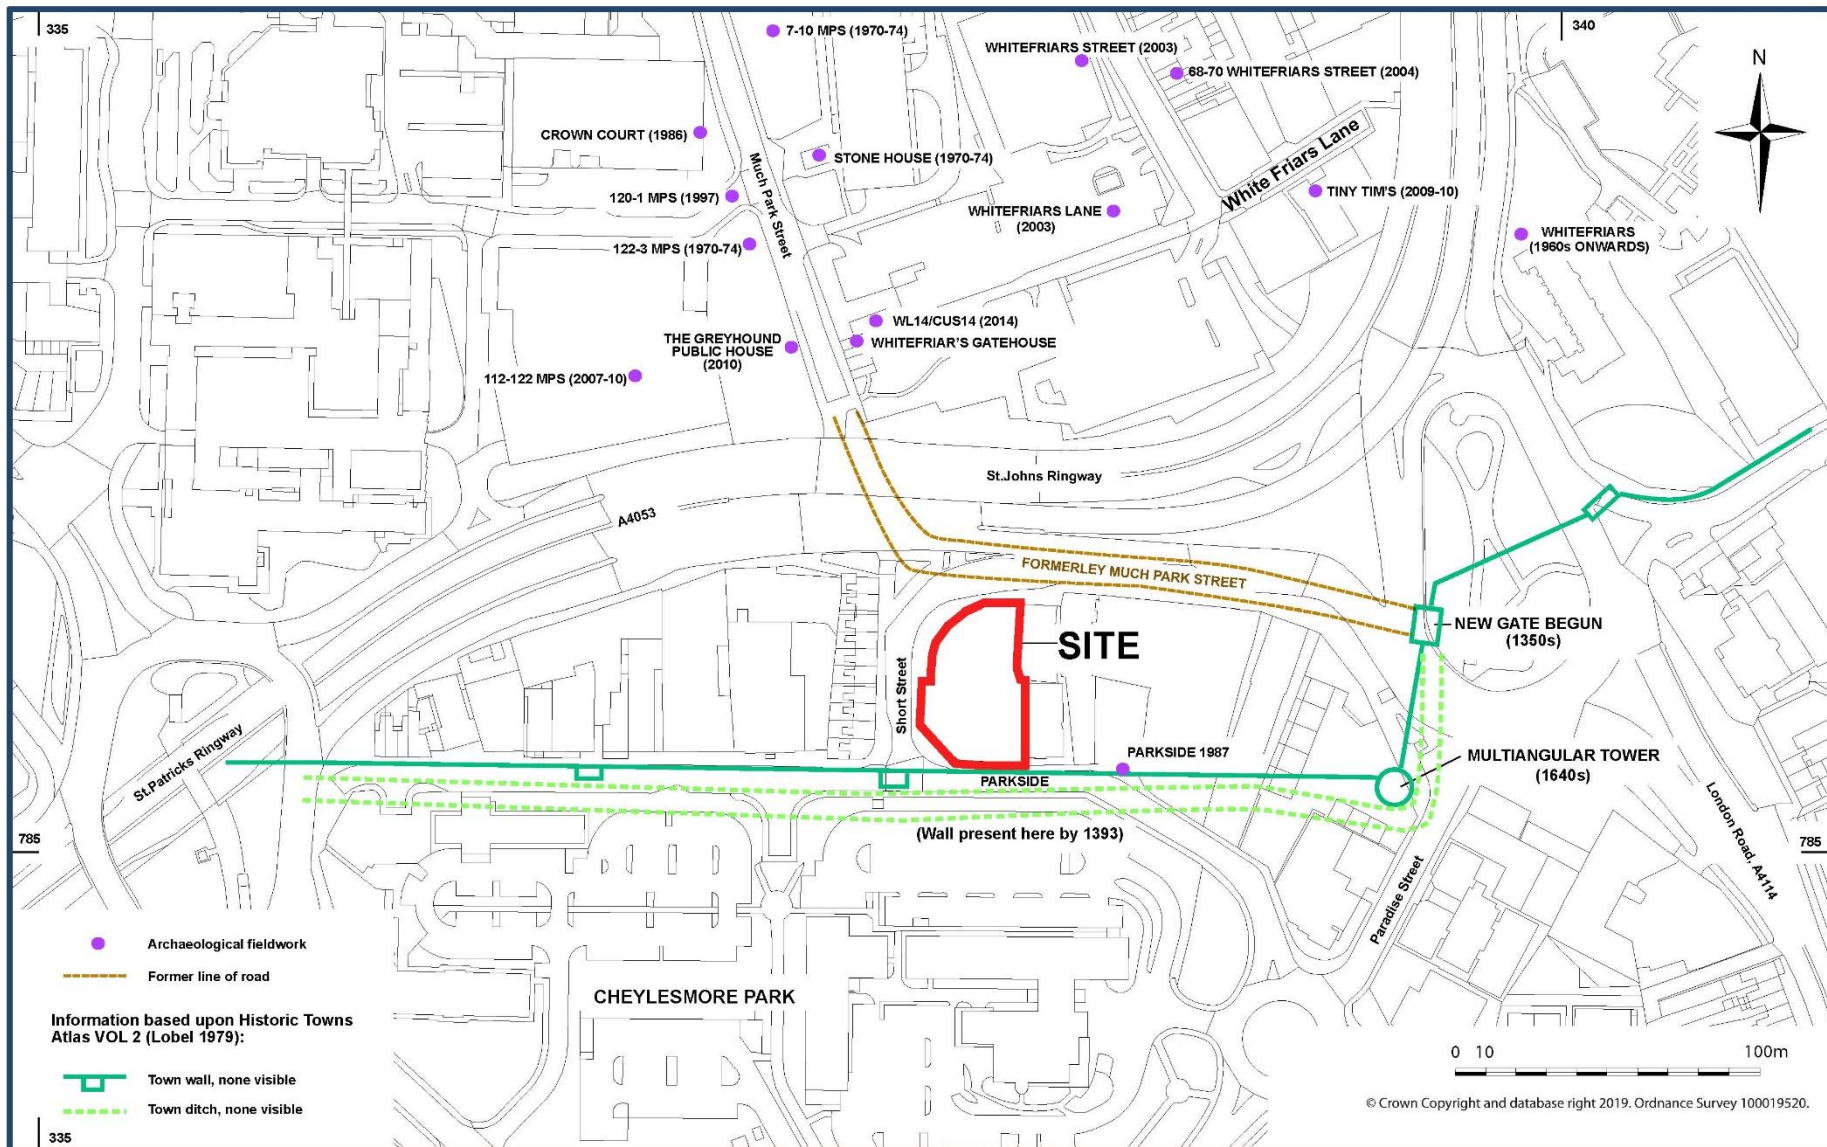 335
7-10 MPS (1970-74)
WHITEFRIARS STREET (2003)
340
N
68-70 WHITEFRIARS STREET (2004)
CROWN COURT (1986)
STONE HOUSE (1970-74)
Much Park Street
White Friars Lane
120-1 MPS (1997)
TINY TIM'S (2009-10)
WHITEFRIARS LANE
(2003)
122-3 MPS (1970-74)
WHITEFRIARS
(1960s ONWARDS)
WL14/CUS14 (2014)
THE GREYHOUND
PUBLIC HOUSE
(2010)
WHITEFRIAR'S GATEHOUSE
112-122 MPS (2007-10)
St.Johns Ringway
A4053
FORMERLEY MUCH PARK STREET
NEW GATE BEGUN
(1350s)
SITE
Short Street
St.Patricks Ringway
PARKSIDE 1987
MULTIANGULAR TOWER
(1640s)
PARKSIDE
London Road, A4114
(Wall present here by 1393)
785
785
Paradise Street
Archaeological fieldwork
Former line of road
CHEYLESMORE PARK
Information based upon Historic Towns
Atlas VOL 2 (Lobel 1979):
Town wall, none visible
Town ditch, none visible
0 10 100m
© Crown Copyright and database right 2019. Ordnance Survey 100019520.
335